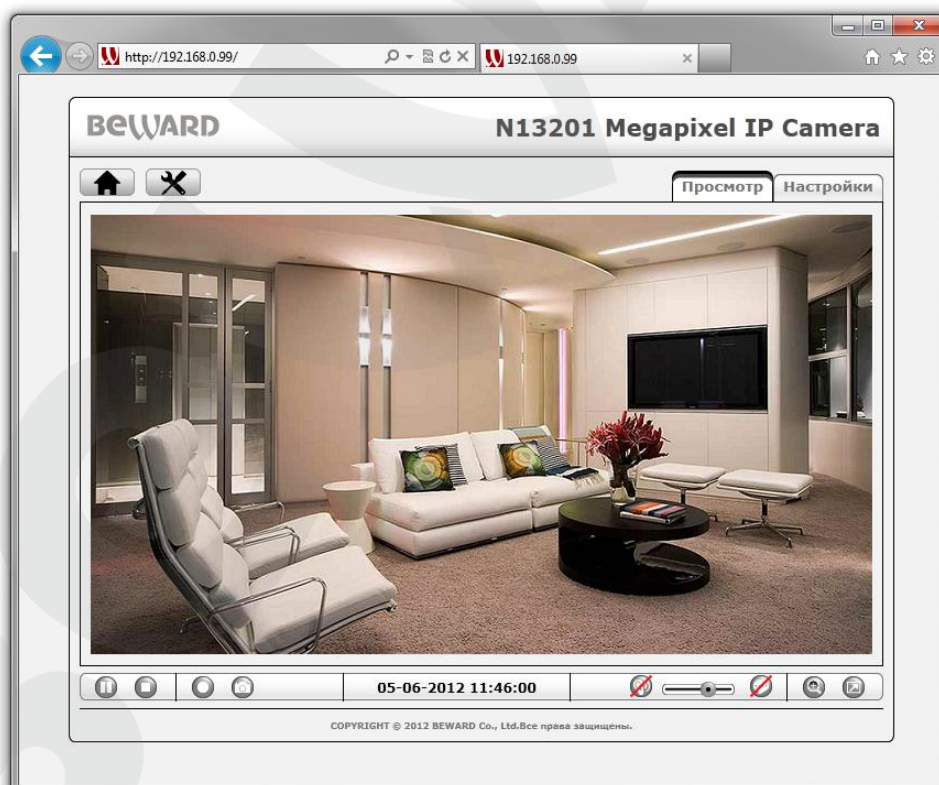 http://192.168.0.99/
192.168.0.99
BEWARD
N13201 Megapixel IP Camera
Просмотр
Настройки
05-06-2012 11:46:00
COPYRIGHT © 2012 BEWARD Co., Ltd.Все права защищены.